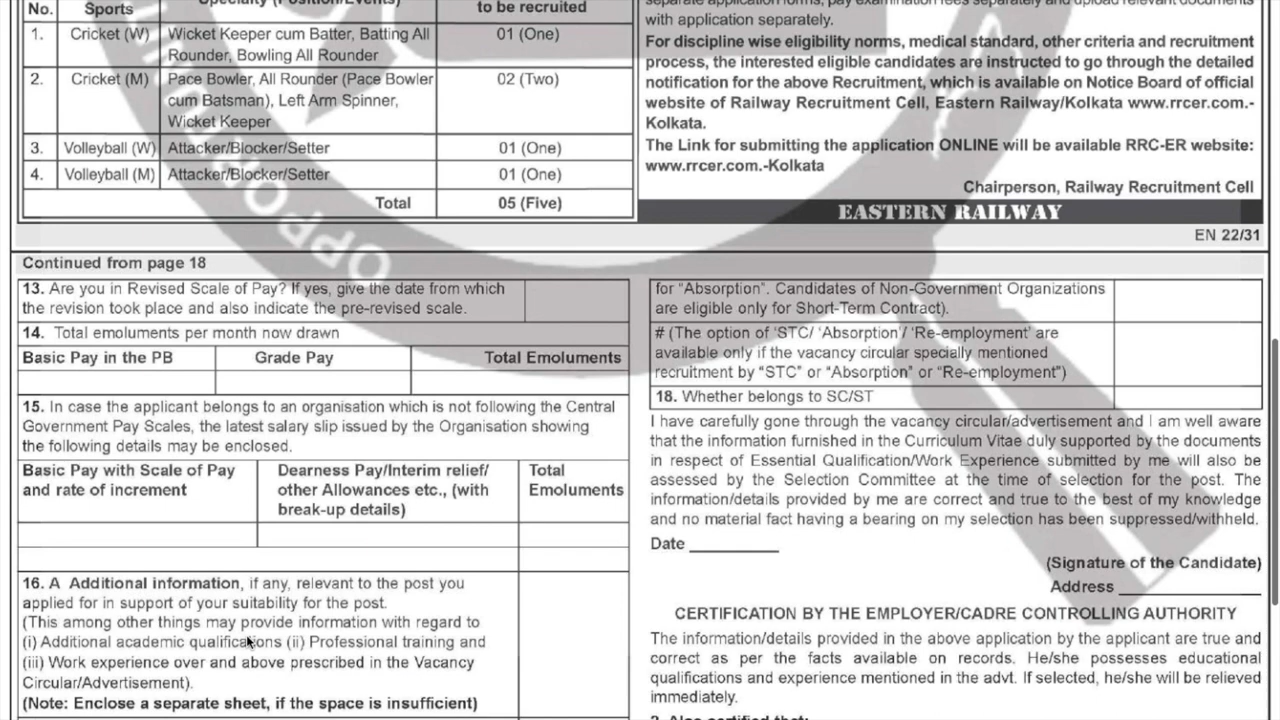 separate application forms, pay examination fees separately and upload relevant documents
No. Sports Specialty (Position/Events) to be recruited
1. Cricket (W) Wicket Keeper cum Batter, Batting All Rounder, Bowling All Rounder 01 (One)
2. Cricket (M) Pace Bowler, All Rounder (Pace Bowler cum Batsman), Left Arm Spinner, Wicket Keeper 02 (Two)
3. Volleyball (W) Attacker/Blocker/Setter 01 (One)
4. Volleyball (M) Attacker/Blocker/Setter 01 (One)
Total 05 (Five)
with application separately.
For discipline wise eligibility norms, medical standard, other criteria and recruitment
process, the interested eligible candidates are instructed to go through the detailed
notification for the above Recruitment, which is available on Notice Board of official
website of Railway Recruitment Cell, Eastern Railway/Kolkata www.rrcer.com.-
Kolkata.
The Link for submitting the application ONLINE will be available RRC-ER website:
www.rrcer.com.-Kolkata
Chairperson, Railway Recruitment Cell
EASTERN RAILWAY
EN 22/31
Continued from page 18
13. Are you in Revised Scale of Pay? If yes, give the date from which
the revision took place and also indicate the pre-revised scale.
14. Total emoluments per month now drawn
Basic Pay in the PB Grade Pay Total Emoluments
15. In case the applicant belongs to an organisation which is not following the Central
Government Pay Scales, the latest salary slip issued by the Organisation showing
the following details may be enclosed.
Basic Pay with Scale of Pay and rate of increment
Dearness Pay/Interim relief/ other Allowances etc., (with break-up details)
Total Emoluments
16. A Additional information, if any, relevant to the post you
applied for in support of your suitability for the post.
(This among other things may provide information with regard to
(i) Additional academic qualifications (ii) Professional training and
(iii) Work experience over and above prescribed in the Vacancy
Circular/Advertisement).
(Note: Enclose a separate sheet, if the space is insufficient)
for “Absorption”. Candidates of Non-Government Organizations
are eligible only for Short-Term Contract).
# (The option of ‘STC/ ‘Absorption’/ ‘Re-employment’ are
available only if the vacancy circular specially mentioned
recruitment by “STC” or “Absorption” or “Re-employment”)
18. Whether belongs to SC/ST
I have carefully gone through the vacancy circular/advertisement and I am well aware
that the information furnished in the Curriculum Vitae duly supported by the documents
in respect of Essential Qualification/Work Experience submitted by me will also be
assessed by the Selection Committee at the time of selection for the post. The
information/details provided by me are correct and true to the best of my knowledge
and no material fact having a bearing on my selection has been suppressed/withheld.
Date
(Signature of the Candidate)
Address
CERTIFICATION BY THE EMPLOYER/CADRE CONTROLLING AUTHORITY
The information/details provided in the above application by the applicant are true and
correct as per the facts available on records. He/she possesses educational
qualifications and experience mentioned in the advt. If selected, he/she will be relieved
immediately.
2. Also certified that: